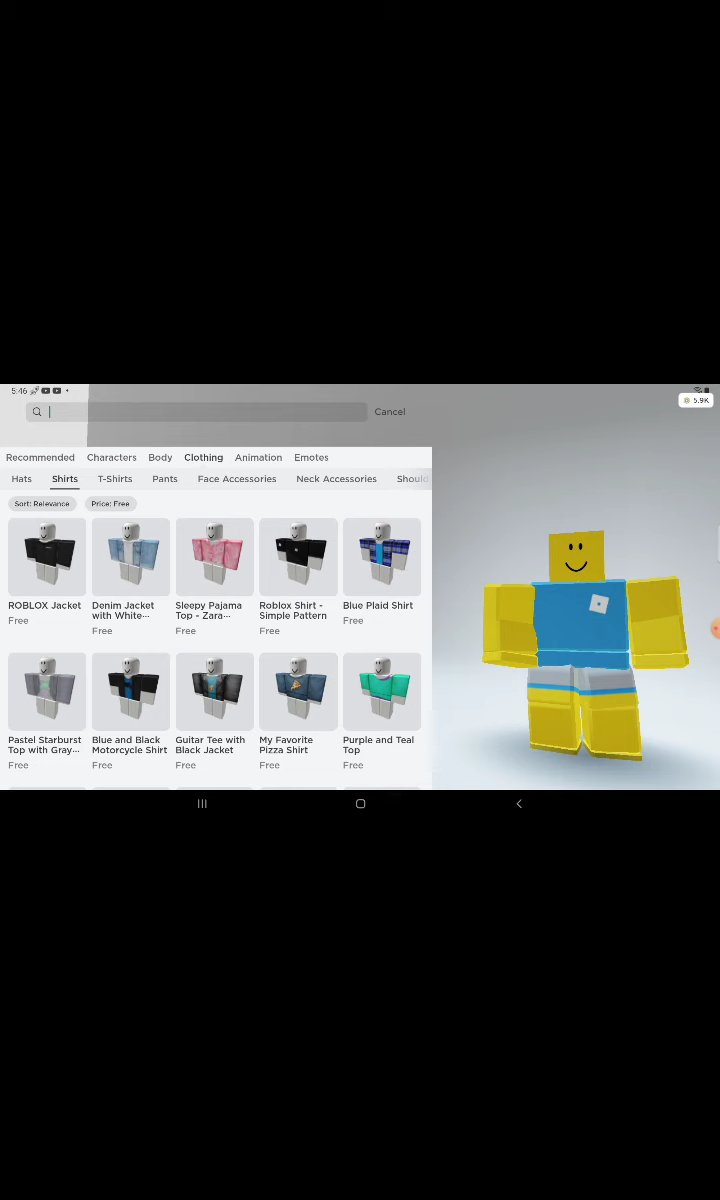 5:46
5.9K
Cancel
Recommended Characters Body Clothing Animation Emotes
Hats Shirts T-Shirts Pants Face Accessories Neck Accessories Should
Sort: Relevance Price: Free
ROBLOX Jacket
Free
Denim Jacket
with White...
Free
Sleepy Pajama
Top - Zara...
Free
Roblox Shirt -
Simple Pattern
Free
Blue Plaid Shirt
Free
Pastel Starburst
Top with Gray...
Free
Blue and Black
Motorcycle Shirt
Free
Guitar Tee with
Black Jacket
Free
My Favorite
Pizza Shirt
Free
Purple and Teal
Top
Free